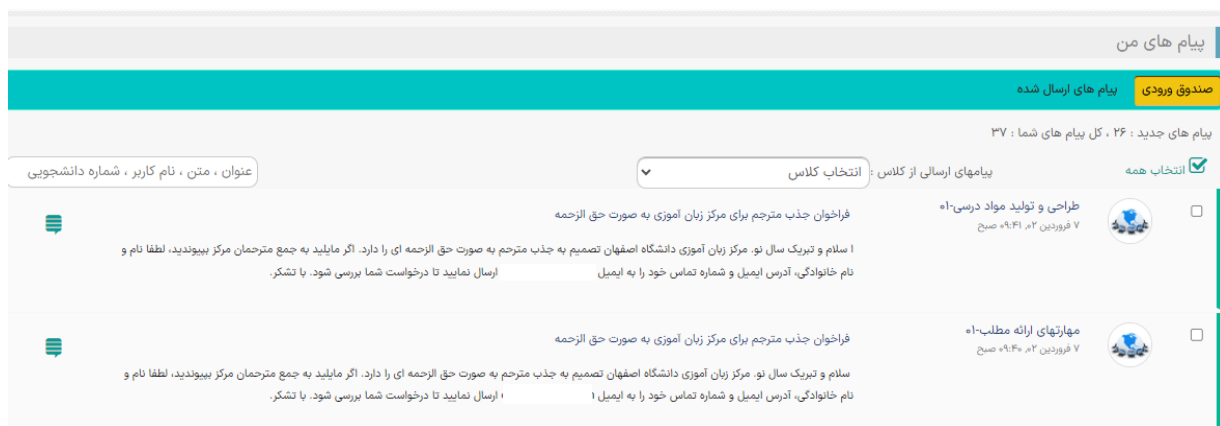 پیام های من
صندوق ورودی
پیام های ارسال شده
پیام های جدید : ۲۶ ، کل پیام های شما : ۳۷
انتخاب همه
پیامهای ارسالی از کلاس :
انتخاب کلاس
عنوان ، متن ، نام کاربر ، شماره دانشجویی
طراحی و تولید مواد درسی-۰۱
۷ فروردین ۰۲، ۰۹:۴۱ صبح
فراخوان جذب مترجم برای مرکز زبان آموزی به صورت حق الزحمه
ا سلام و تبریک سال نو. مرکز زبان آموزی دانشگاه اصفهان تصمیم به جذب مترجم به صورت حق الزحمه ای را دارد. اگر مایلید به جمع مترجمان مرکز بپیوندید، لطفا نام و
نام خانوادگی، آدرس ایمیل و شماره تماس خود را به ایمیل ارسال نمایید تا درخواست شما بررسی شود. با تشکر.
مهارتهای ارائه مطلب-۰۱
۷ فروردین ۰۲، ۰۹:۴۰ صبح
فراخوان جذب مترجم برای مرکز زبان آموزی به صورت حق الزحمه
سلام و تبریک سال نو. مرکز زبان آموزی دانشگاه اصفهان تصمیم به جذب مترجم به صورت حق الزحمه ای را دارد. اگر مایلید به جمع مترجمان مرکز بپیوندید، لطفا نام و
نام خانوادگی، آدرس ایمیل و شماره تماس خود را به ایمیل ارسال نمایید تا درخواست شما بررسی شود. با تشکر.